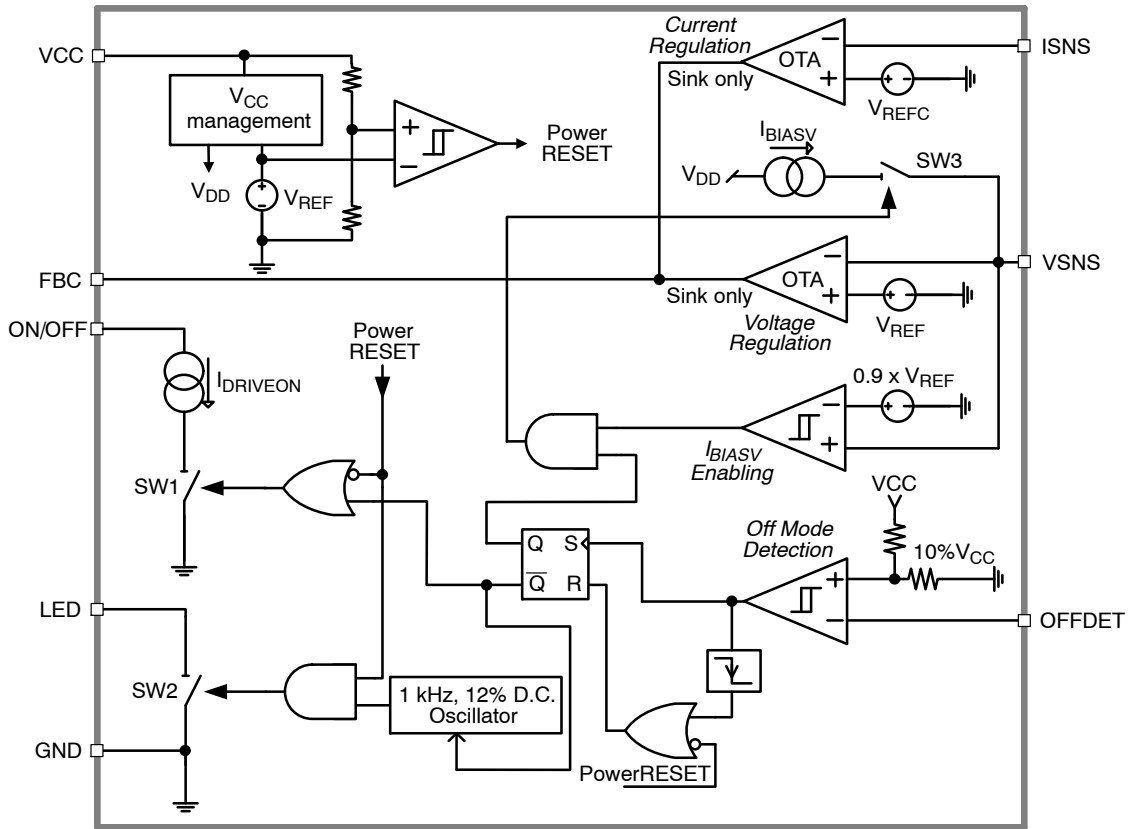 Current
Regulation
Sink only
OTA
−
+
VREFC
ISNS
VCC
VCC
management
VDD
+
−
VREF
+
−
Power
RESET
IBIASV
VDD
SW3
FBC
Sink only
OTA
−
+
VREF
Voltage
Regulation
VSNS
ON/OFF
IDRIVEON
Power
RESET
0.9 x VREF
−
+
IBIASV
Enabling
SW1
VCC
10%VCC
Off Mode
Detection
+
−
Q
S
Q
R
LED
OFFDET
SW2
1 kHz, 12% D.C.
Oscillator
GND
PowerRESET